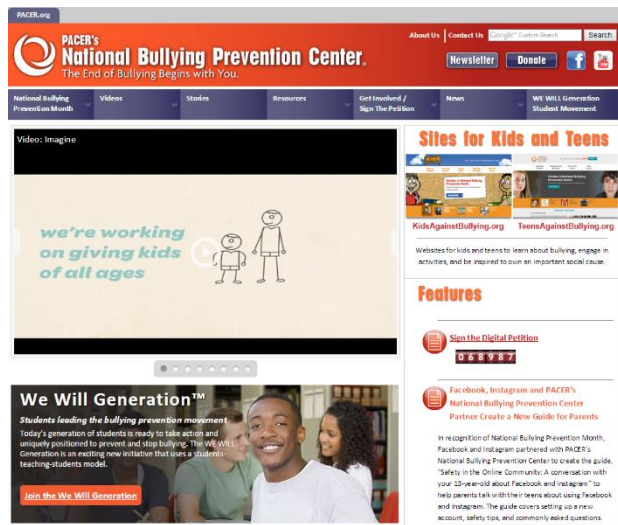 PACER.org
About Us | Contact Us
Google™ Custom Search
Search
PACER's
National Bullying Prevention Center.
The End of Bullying Begins with You.
Newsletter
Donate
National Bullying
Prevention Month
Videos
Stories
Resources
Get Involved /
Sign The Petition
News
WE WILL Generation
Student Movement
Video: Imagine
we're working
on giving kids
of all ages
Sites for Kids and Teens
KidsAgainstBullying.org
TeensAgainstBullying.org
Websites for kids and teens to learn about bullying, engage in
activities, and be inspired to own an important social cause.
Features
Sign the Digital Petition
068987
Facebook, Instagram and PACER's
National Bullying Prevention Center
Partner Create a New Guide for Parents
In recognition of National Bullying Prevention Month,
Facebook and Instagram partnered with PACER's
National Bullying Prevention Center to create the guide,
"Safety in the Online Community: A conversation with
your 13-year-old about Facebook and Instagram" to
help parents talk with their teens about using Facebook
and Instagram. The guide covers setting up a new
account, safety tips, and commonly asked questions.
We Will Generation™
Students leading the bullying prevention movement
Today's generation of students is ready to take action and
uniquely positioned to prevent and stop bullying. The WE WILL
Generation is an exciting new initiative that uses a students-
teaching-students model.
Join the We Will Generation